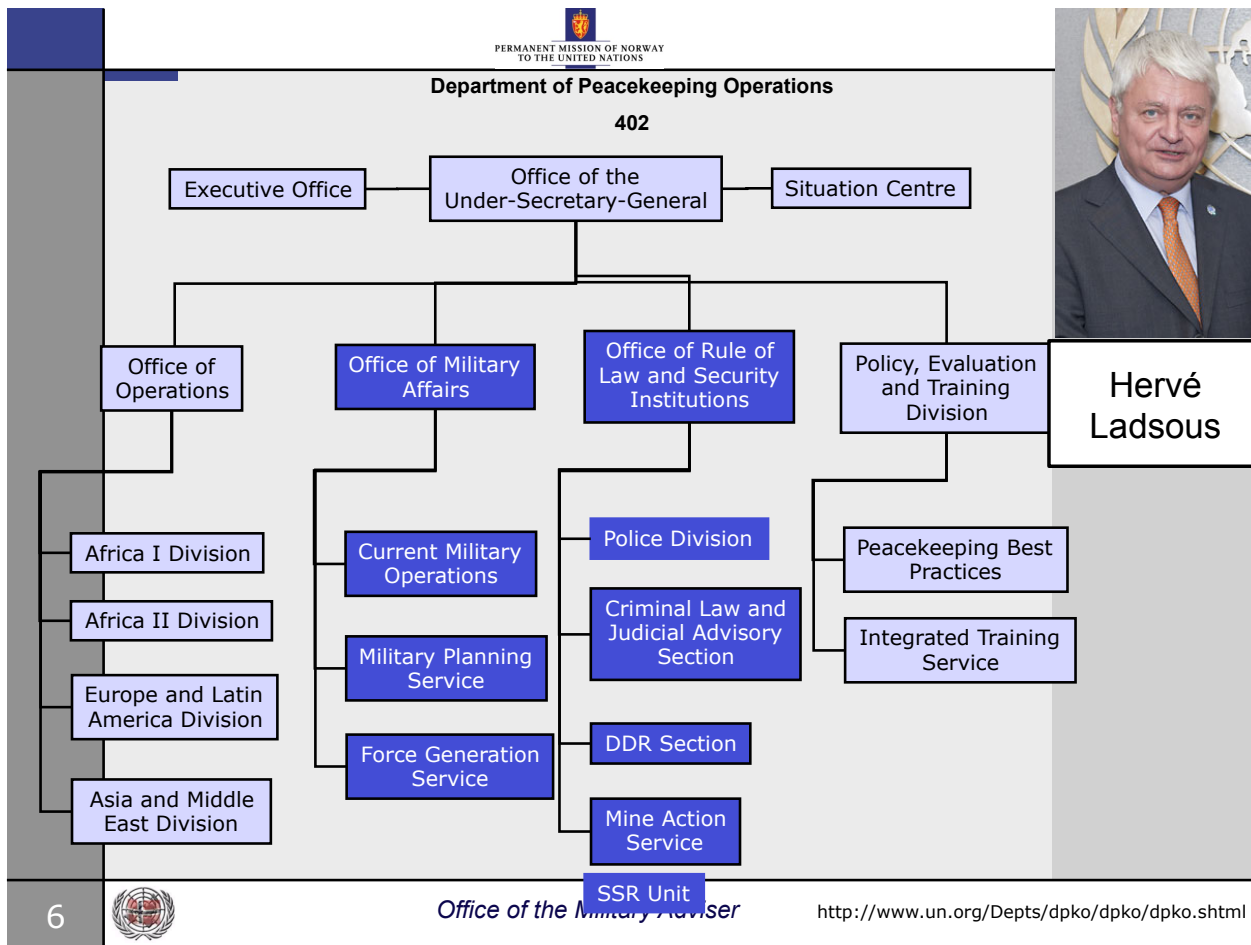 PERMANENT MISSION OF NORWAY
TO THE UNITED NATIONS
Department of Peacekeeping Operations
402
Executive Office
Office of the
Under-Secretary-General
Situation Centre
Office of
Operations
Office of Military
Affairs
Office of Rule of
Law and Security
Institutions
Policy, Evaluation
and Training
Division
Hervé
Ladsous
Africa I Division
Africa II Division
Europe and Latin
America Division
Asia and Middle
East Division
Current Military
Operations
Military Planning
Service
Force Generation
Service
Police Division
Criminal Law and
Judicial Advisory
Section
DDR Section
Mine Action
Service
SSR Unit
Peacekeeping Best
Practices
Integrated Training
Service
6
Office of the Military Adviser
http://www.un.org/Depts/dpko/dpko/dpko.shtml